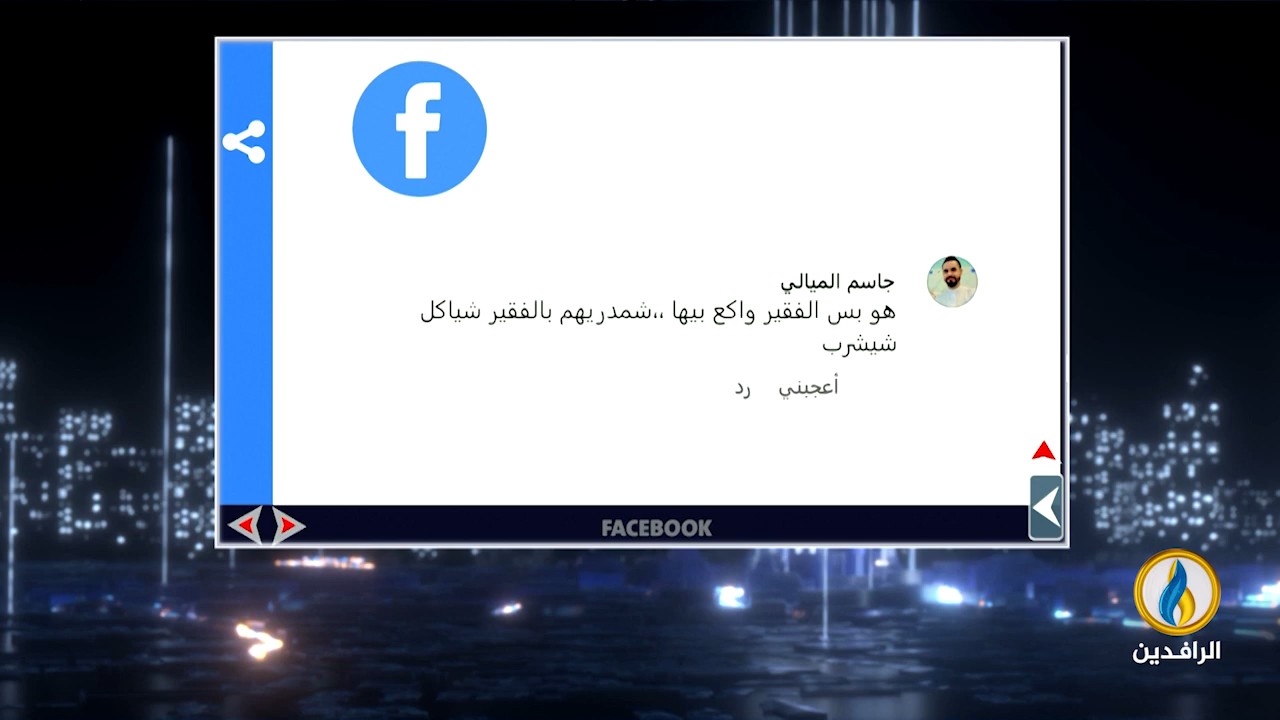 جاسم الميالي
هو بس الفقير واكع بيها ،،شمدريهم بالفقير شياكل
شيشرب
أعجبني رد
FACEBOOK
الرافدين